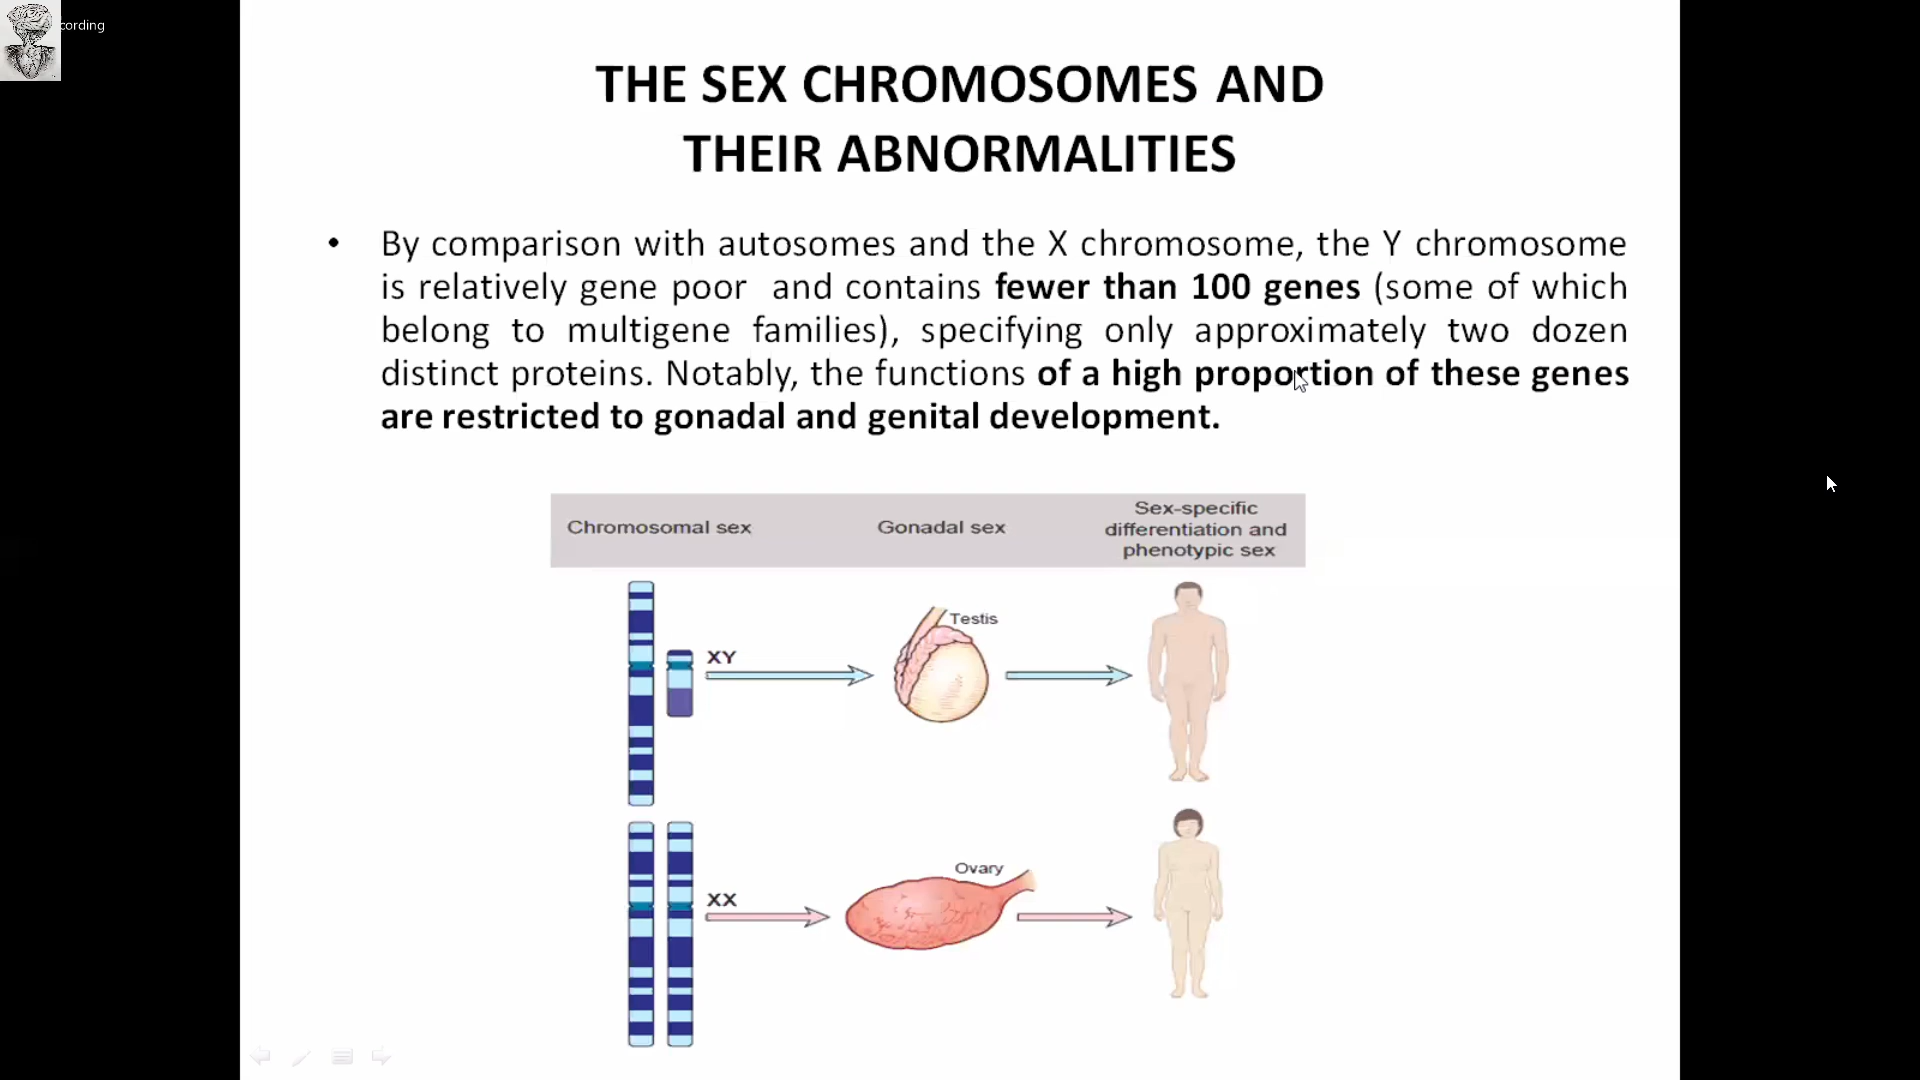 cording
THE SEX CHROMOSOMES AND
THEIR ABNORMALITIES
• By comparison with autosomes and the X chromosome, the Y chromosome
is relatively gene poor and contains fewer than 100 genes (some of which
belong to multigene families), specifying only approximately two dozen
distinct proteins. Notably, the functions of a high proportion of these genes
are restricted to gonadal and genital development.
Chromosomal sex
Gonadal sex
Sex-specific
differentiation and
phenotypic sex
XY
Testis
XX
Ovary